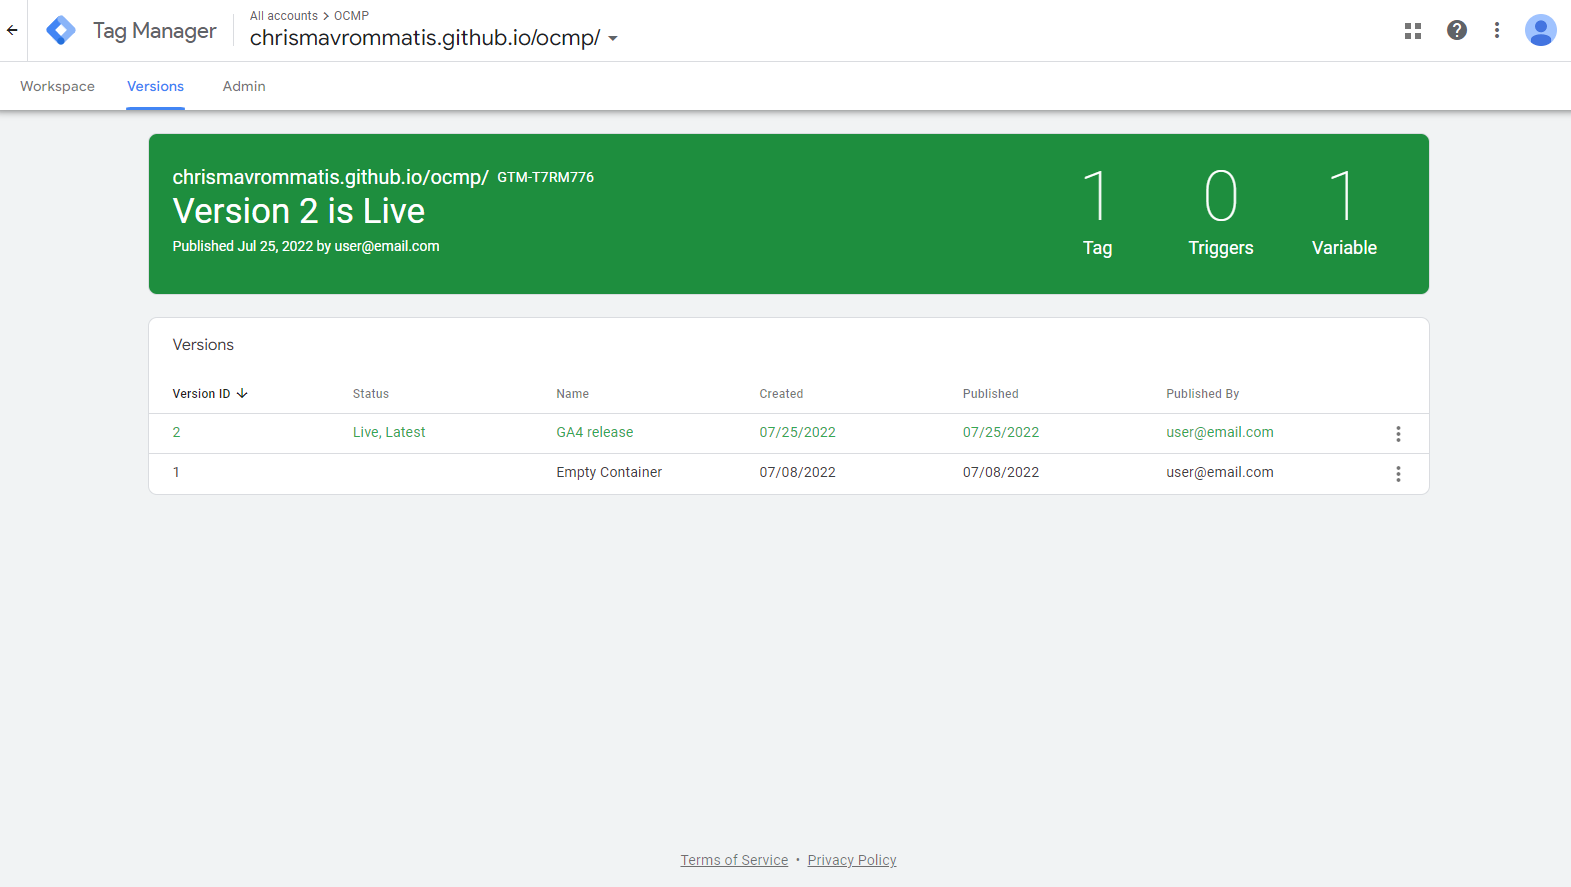 All accounts > OCMP
Tag Manager
chrismavrommatis.github.io/ocmp/
Workspace Versions Admin
chrismavrommatis.github.io/ocmp/ GTM-T7RM776
Version 2 is Live
Published Jul 25, 2022 by user@email.com
1 0 1
Tag Triggers Variable
Versions
Version ID Status Name Created Published Published By
2 Live, Latest GA4 release 07/25/2022 07/25/2022 user@email.com
1 Empty Container 07/08/2022 07/08/2022 user@email.com
Terms of Service • Privacy Policy